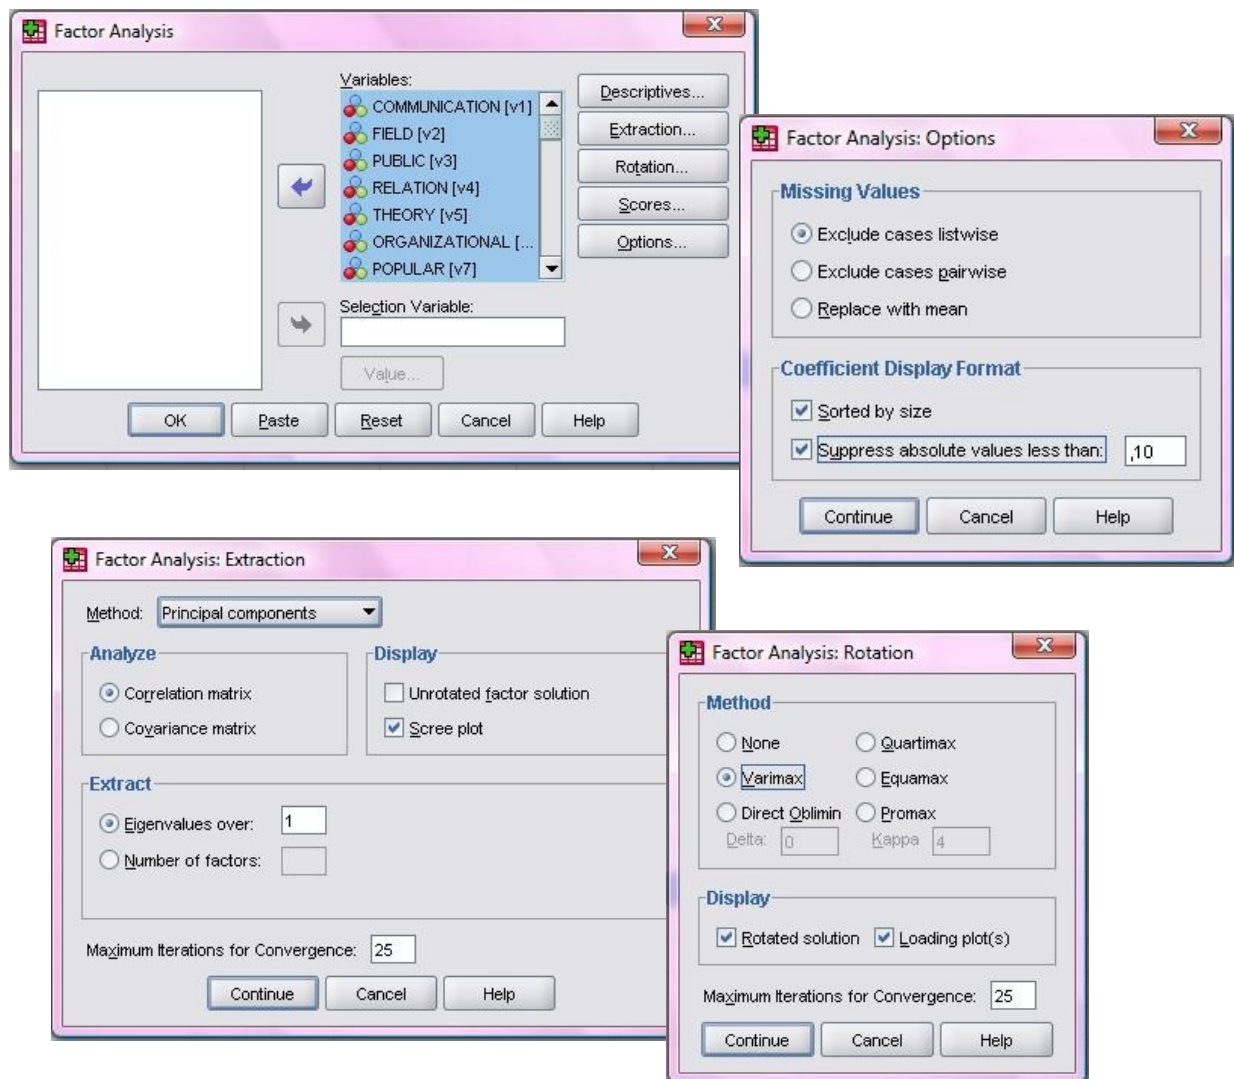 Factor Analysis
Variables:
COMMUNICATION [v1]
FIELD [v2]
PUBLIC [v3]
RELATION [v4]
THEORY [v5]
ORGANIZATIONAL [...
POPULAR [v7]
Selection Variable:
Value...
Descriptives...
Extraction...
Rotation...
Scores...
Options...
OK Paste Reset Cancel Help
Factor Analysis: Options
Missing Values
Exclude cases listwise
Exclude cases pairwise
Replace with mean
Coefficient Display Format
Sorted by size
Suppress absolute values less than: ,10
Continue Cancel Help
Factor Analysis: Extraction
Method: Principal components
Analyze
Correlation matrix
Covariance matrix
Display
Unrotated factor solution
Scree plot
Extract
Eigenvalues over: 1
Number of factors:
Maximum Iterations for Convergence: 25
Continue Cancel Help
Factor Analysis: Rotation
Method
None Quartimax
Varimax Equamax
Direct Oblimin Promax
Delta: 0 Kappa 4
Display
Rotated solution Loading plot(s)
Maximum Iterations for Convergence: 25
Continue Cancel Help